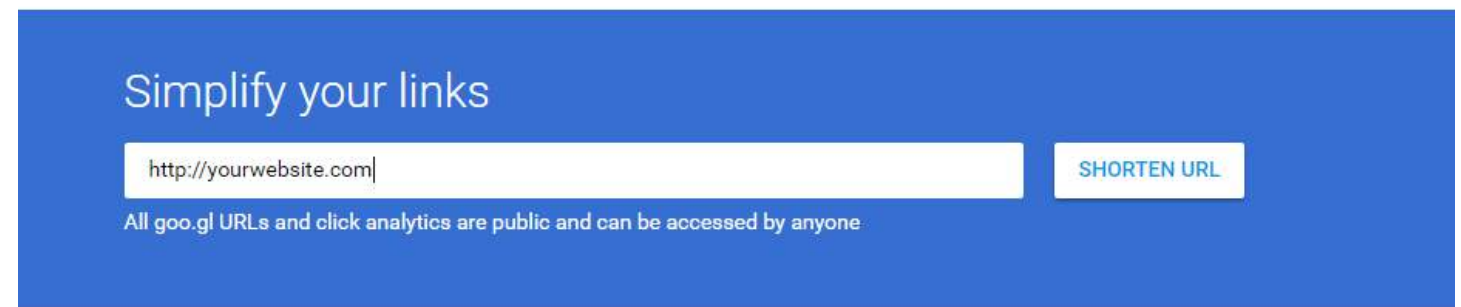 Simplify your links
http://yourwebsite.com
SHORTEN URL
All goo.gl URLs and click analytics are public and can be accessed by anyone